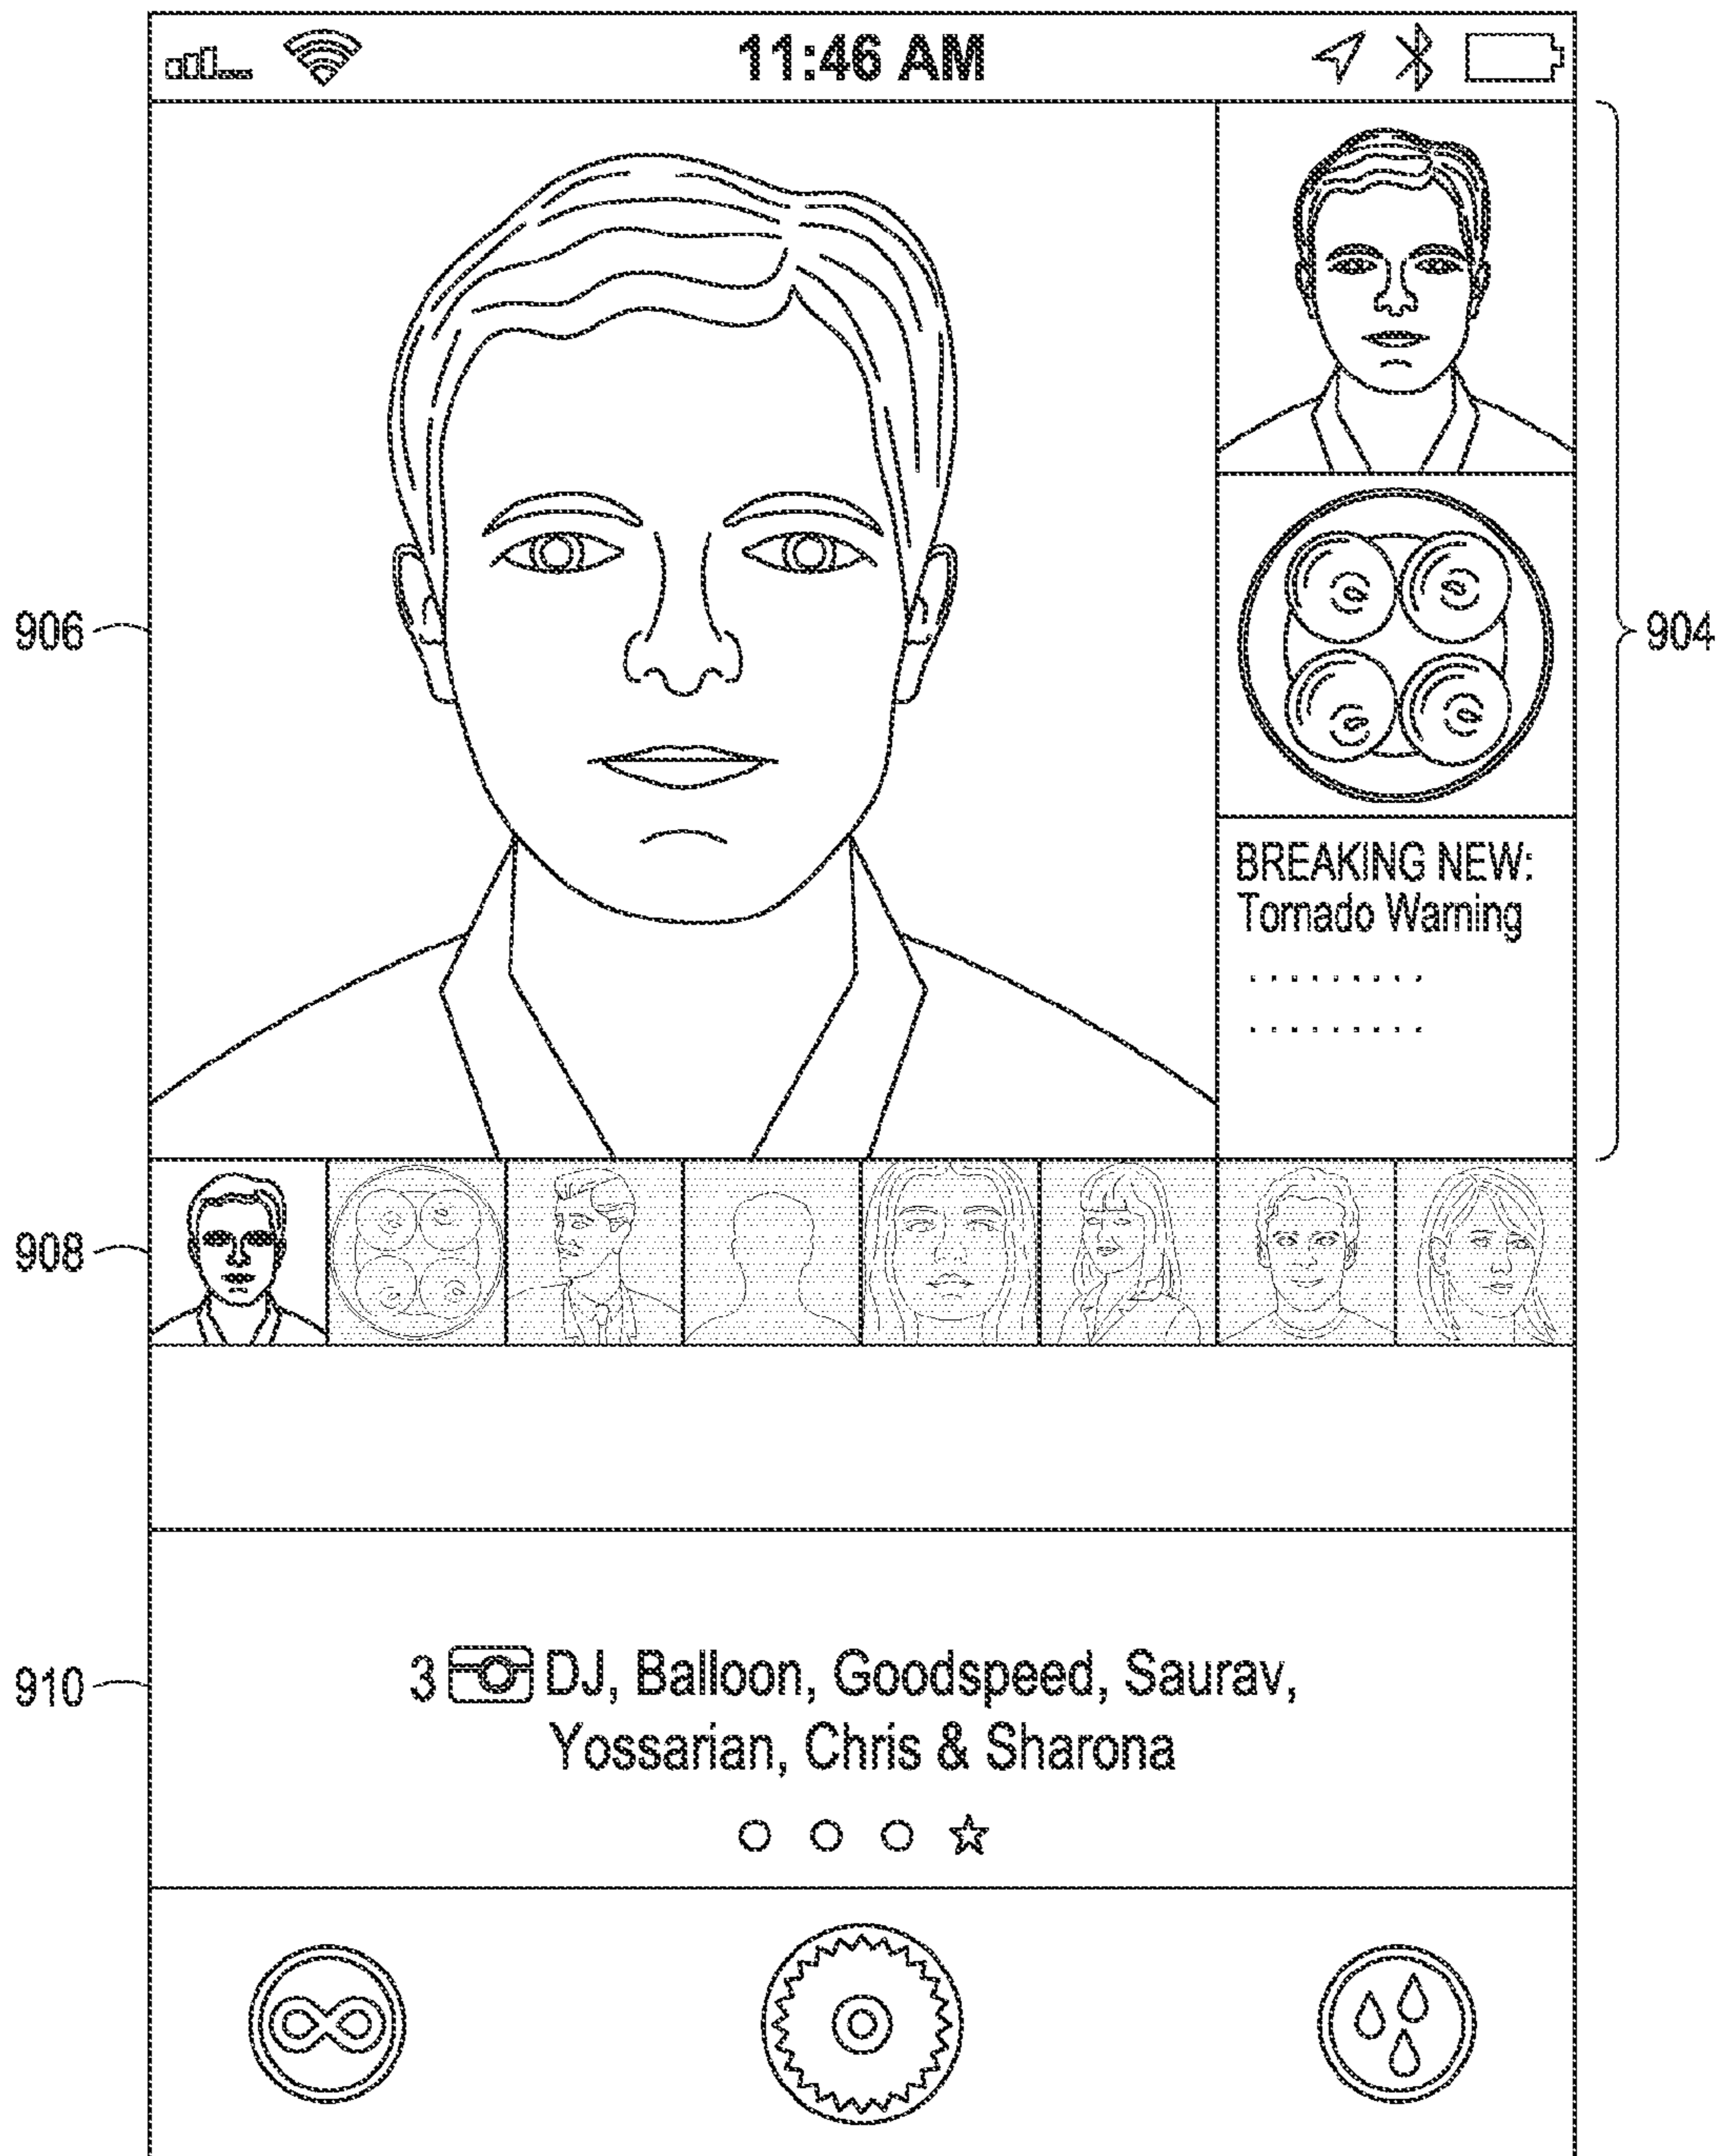 11:46 AM
906
904
BREAKING NEW:
Tornado Warning
908
910
3 DJ, Balloon, Goodspeed, Saurav,
Yossarian, Chris & Sharona